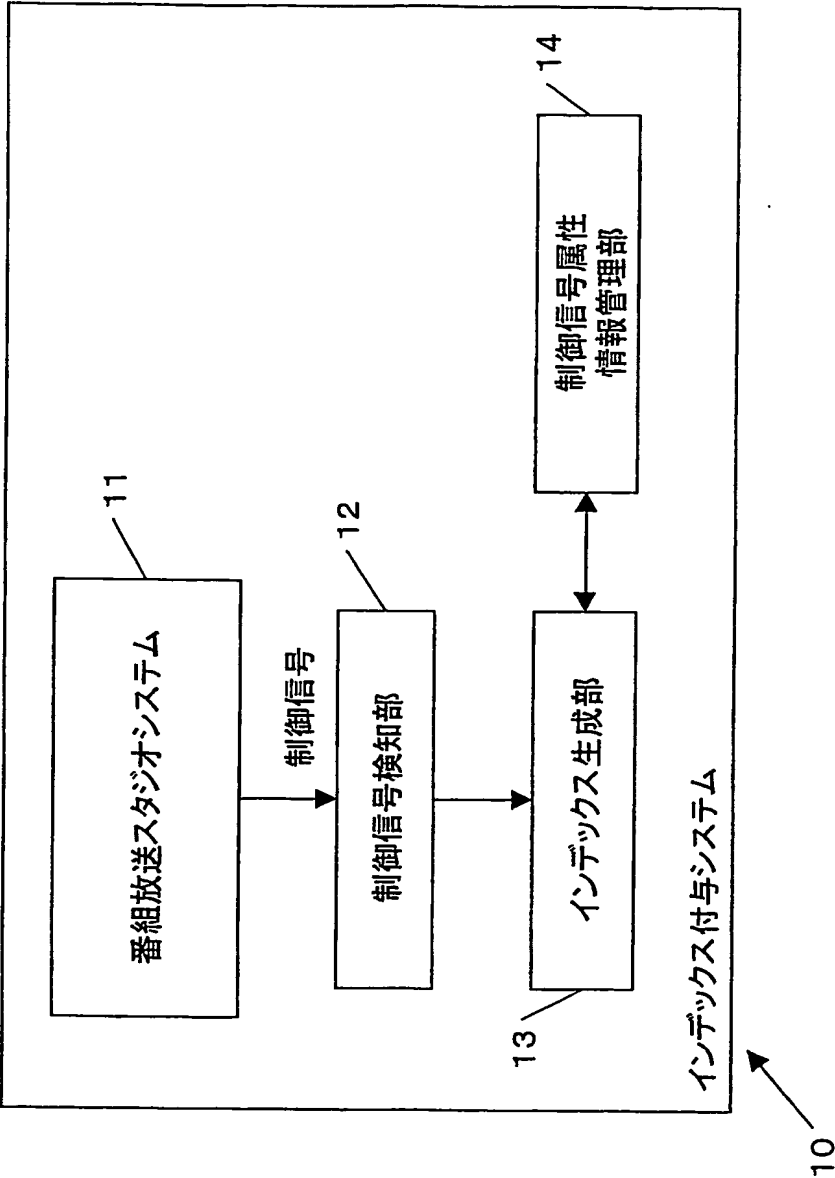 番組放送スタジオシステム
11
制御信号
制御信号検知部
12
インデックス生成部
13
制御信号属性
情報管理部
14
インデックス付与システム
10